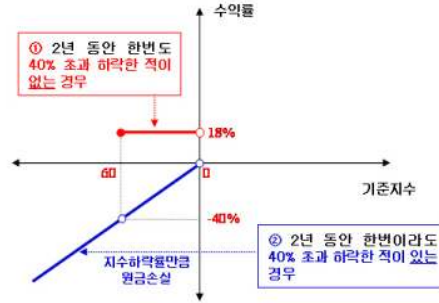 수익률
① 2년 동안 한번도
40% 초과 하락한 적이
없는 경우
18%
60
0
기준지수
-40%
지수하락률만큼
원금손실
② 2년 동안 한번이라도
40% 초과 하락한 적이 있는
경우